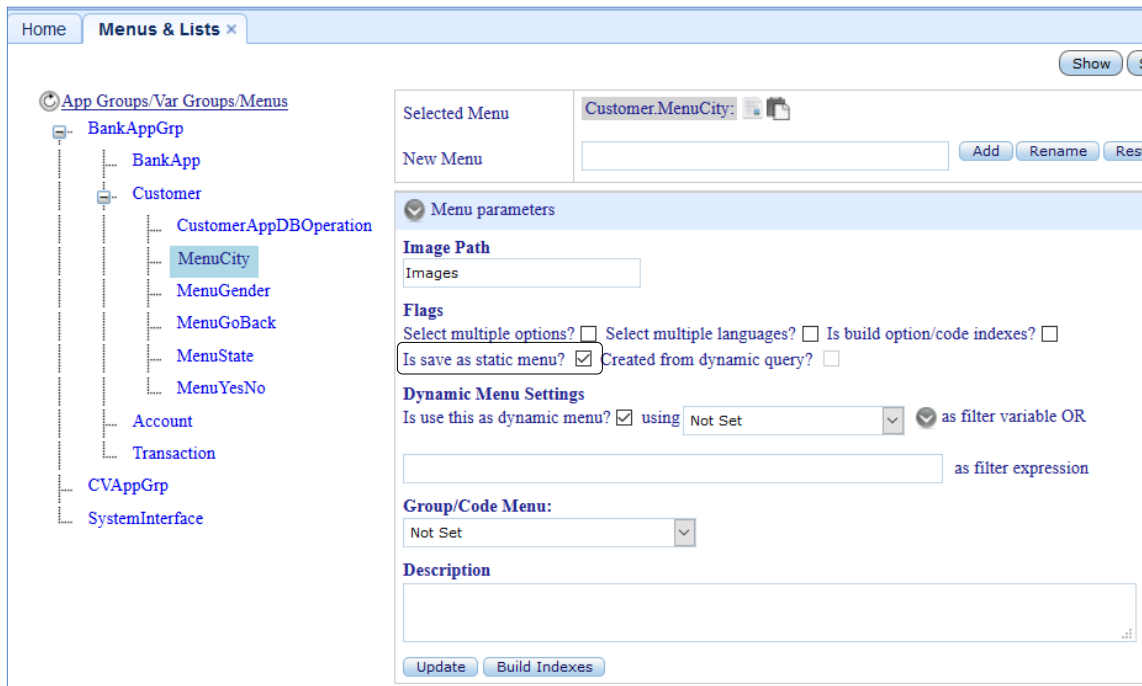 Home
Menus & Lists ×
Show
App Groups/Var Groups/Menus
BankAppGrp
BankApp
Customer
CustomerAppDBOperation
MenuCity
MenuGender
MenuGoBack
MenuState
MenuYesNo
Account
Transaction
CVAppGrp
SystemInterface
Selected Menu
Customer.MenuCity:
New Menu
Add Rename Res
Menu parameters
Image Path
Images
Flags
Select multiple options? Select multiple languages? Is build option/code indexes?
Is save as static menu? Created from dynamic query?
Dynamic Menu Settings
Is use this as dynamic menu? using Not Set as filter variable OR
as filter expression
Group/Code Menu:
Not Set
Description
Update Build Indexes